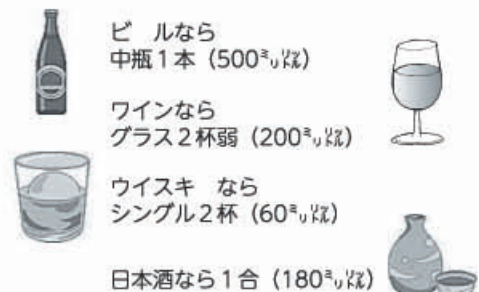 ビールなら
中瓶1本（500㍉㍑）
ワインなら
グラス2杯弱（200㍉㍑）
ウイスキーなら
シングル2杯（60㍉㍑）
日本酒なら1合（180㍉㍑）